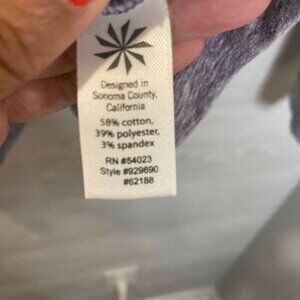 Designed in
Sonoma County,
California
58% cotton,
39% polyester,
3% spandex
RN #54023
Style #929690
#62188